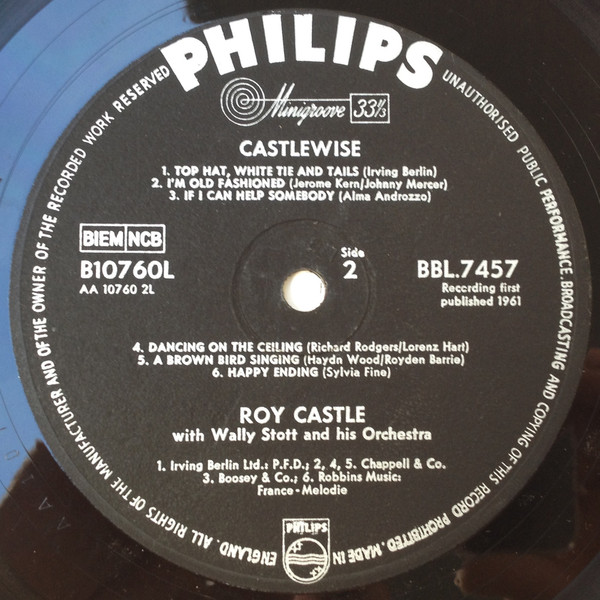 PHILIPS
Minigroove 33⅓
CASTLEWISE
1. TOP HAT, WHITE TIE AND TAILS (Irving Berlin)
2. I'M OLD FASHIONED (Jerome Kern/Johnny Mercer)
3. IF I CAN HELP SOMEBODY (Alma Androzzo)
BIEM NCB
B10760L
AA 10760 2L
Side
2
BBL.7457
Recording first
published 1961
4. DANCING ON THE CEILING (Richard Rodgers/Lorenz Hart)
5. A BROWN BIRD SINGING (Haydn Wood/Royden Barrie)
6. HAPPY ENDING (Sylvia Fine)
ROY CASTLE
with Wally Stott and his Orchestra
1. Irving Berlin Ltd.: P.F.D.; 2, 4, 5. Chappell & Co.
3. Boosey & Co.; 6. Robbins Music:
France-Melodie
PHILIPS
ALL RIGHTS OF THE MANUFACTURER AND OF THE OWNER OF THE RECORDED WORK RESERVED
UNAUTHORISED PUBLIC PERFORMANCE, BROADCASTING AND COPYING OF THIS RECORD PROHIBITED. MADE IN ENGLAND.